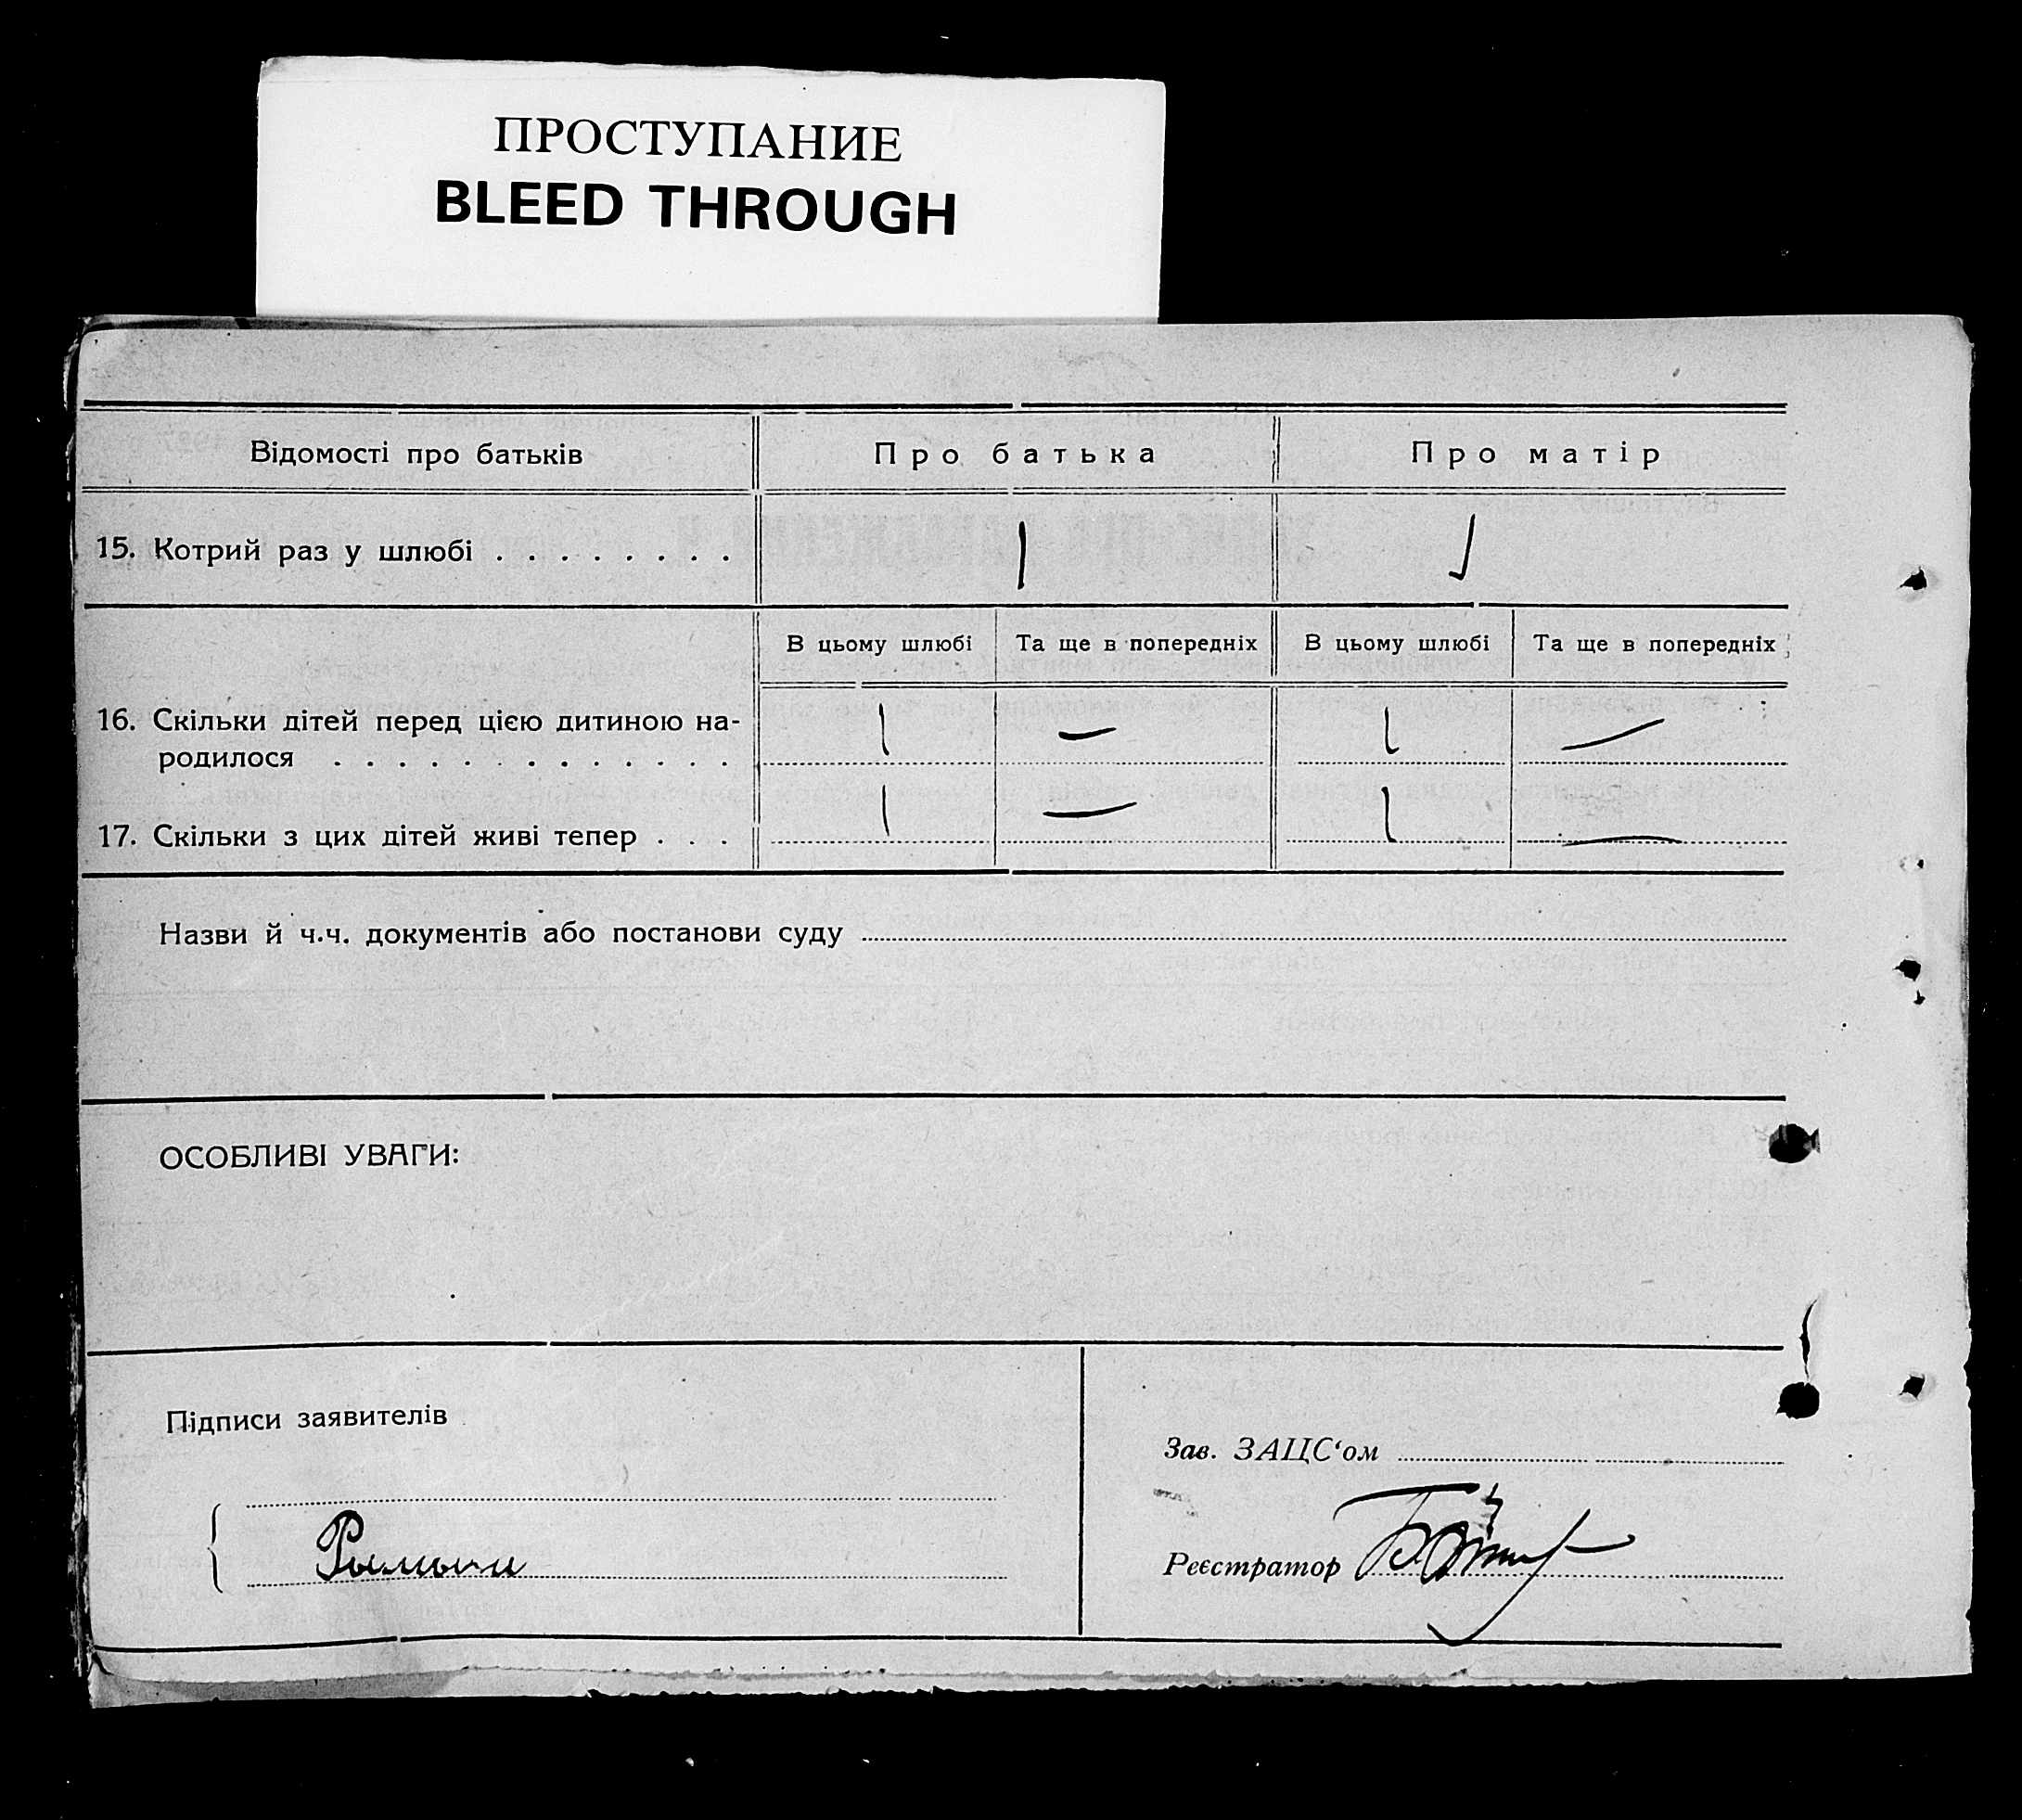 ПРОСТУПАНИЕ
BLEED THROUGH
Відомості про батьків Про батька Про матір
15. Котрий раз у шлюбі . . . . . . . . 1 1
В цьому шлюбі Та ще в попередніх В цьому шлюбі Та ще в попередніх
16. Скільки дітей перед цією дитиною на- 1 — 1 —
родилося . . . . . . . . . . . . .
17. Скільки з цих дітей живі тепер . . . 1 — 1 —
Назви й ч.ч. документів або постанови суду
ОСОБЛИВІ УВАГИ:
Підписи заявителів
Зав. ЗАЦС‘ом
Реєстратор